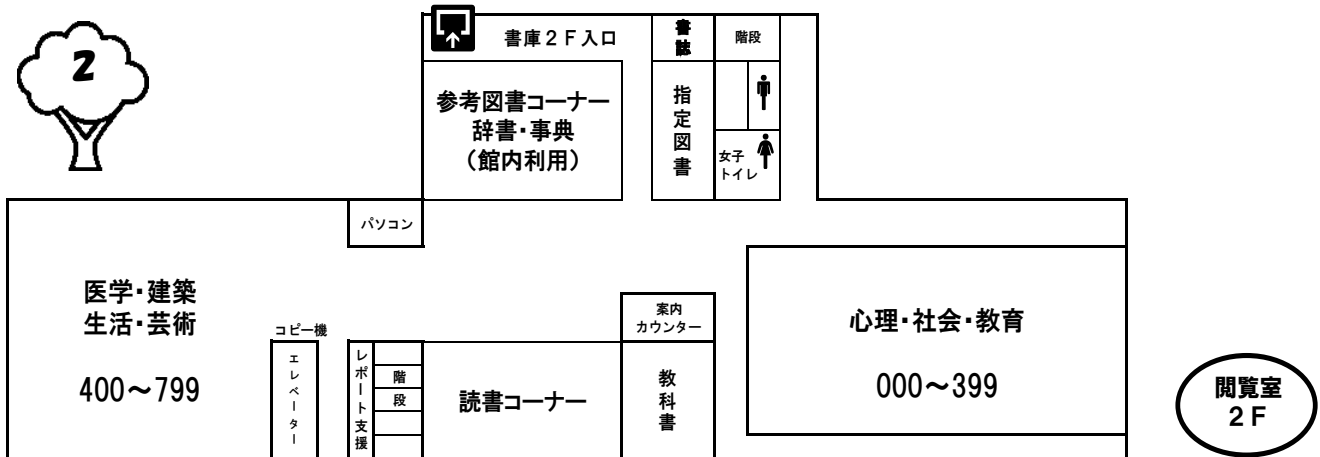 2
書庫２Ｆ入口
書誌
階段
参考図書コーナー
辞書・事典
（館内利用）
指定図書
女子
トイレ
パソコン
医学・建築
生活・芸術
400～799
コピー機
エレベーター
レポート支援
階
段
読書コーナー
案内
カウンター
教科書
心理・社会・教育
000～399
閲覧室
２Ｆ